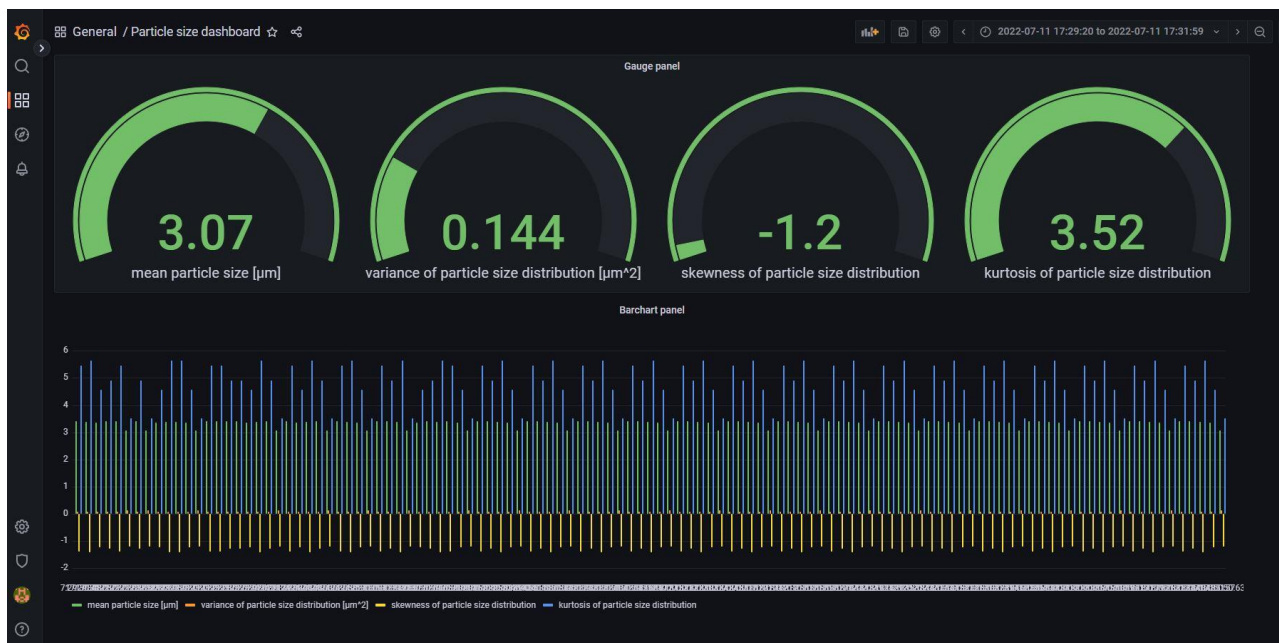 General / Particle size dashboard
2022-07-11 17:29:20 to 2022-07-11 17:31:59
Gauge panel
3.07
mean particle size [µm]
0.144
variance of particle size distribution [µm^2]
-1.2
skewness of particle size distribution
3.52
kurtosis of particle size distribution
Barchart panel
6
5
4
3
2
1
0
-1
-2
mean particle size [µm] variance of particle size distribution [µm^2] skewness of particle size distribution kurtosis of particle size distribution